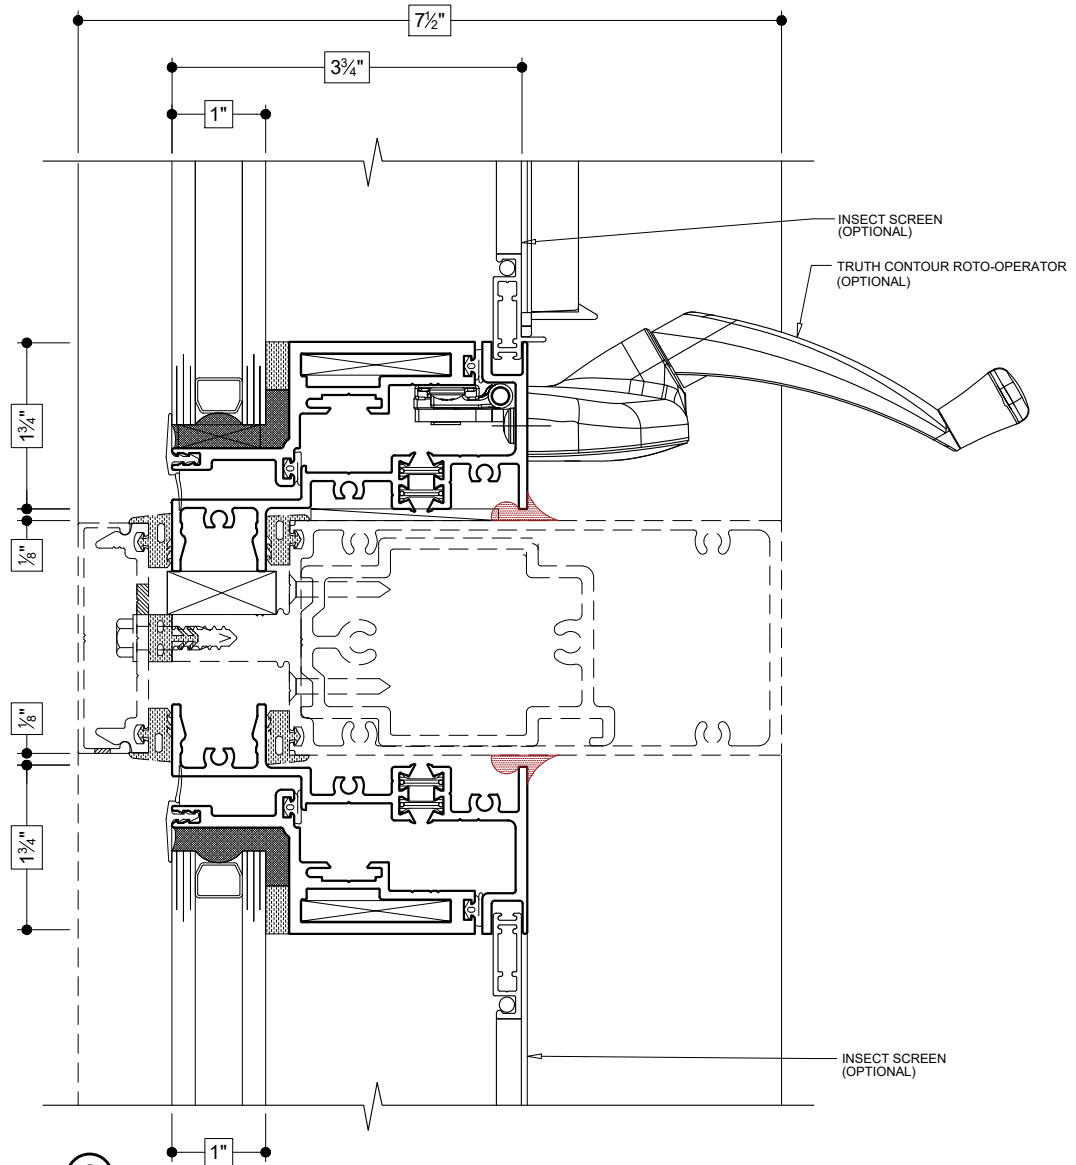 7½"
3¾"
1"
INSECT SCREEN
(OPTIONAL)
TRUTH CONTOUR ROTO-OPERATOR
(OPTIONAL)
1¾"
⅛"
⅛"
1¾"
INSECT SCREEN
(OPTIONAL)
1"